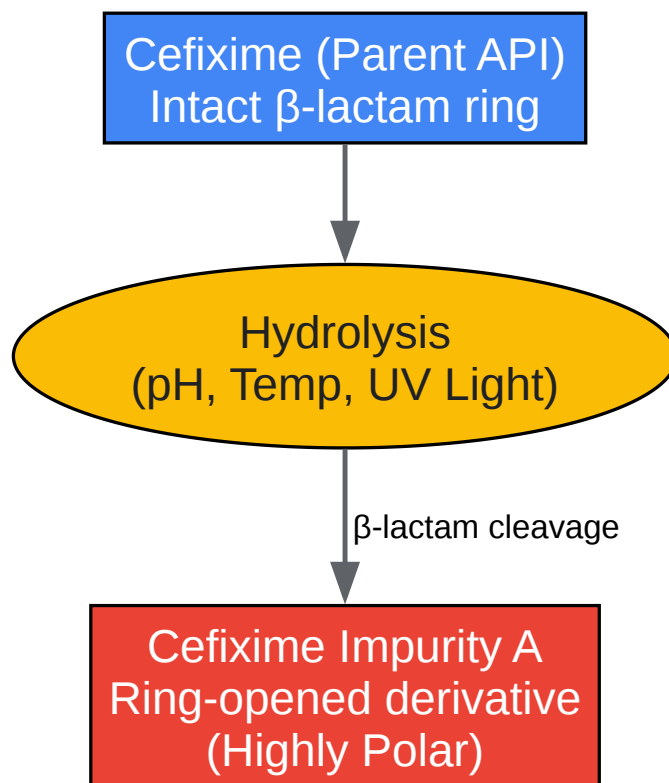 Cefixime (Parent API)
Intact β-lactam ring
Hydrolysis
(pH, Temp, UV Light)
β-lactam cleavage
Cefixime Impurity A
Ring-opened derivative
(Highly Polar)